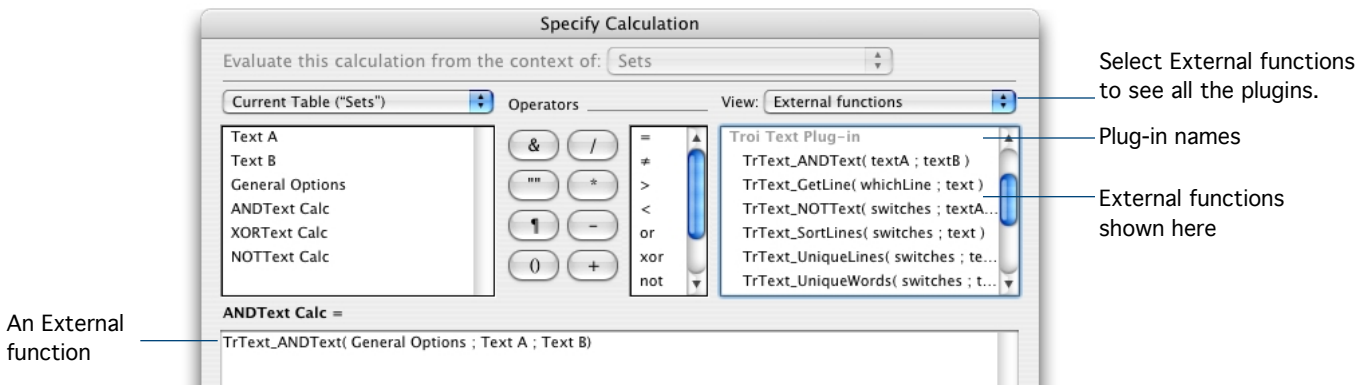 Specify Calculation
Evaluate this calculation from the context of: Sets
Current Table ("Sets")
Operators
View: External functions
Text A
Text B
General Options
ANDText Calc
XORText Calc
NOTText Calc
& /
"" *
¶ –
() +
=
≠
>
<
or
xor
not
Troi Text Plug-in
TrText_ANDText( textA ; textB )
TrText_GetLine( whichLine ; text )
TrText_NOTText( switches ; textA...
TrText_SortLines( switches ; text )
TrText_UniqueLines( switches ; te...
TrText_UniqueWords( switches ; t...
Select External functions
to see all the plugins.
Plug-in names
External functions
shown here
ANDText Calc =
An External
function
TrText_ANDText( General Options ; Text A ; Text B)